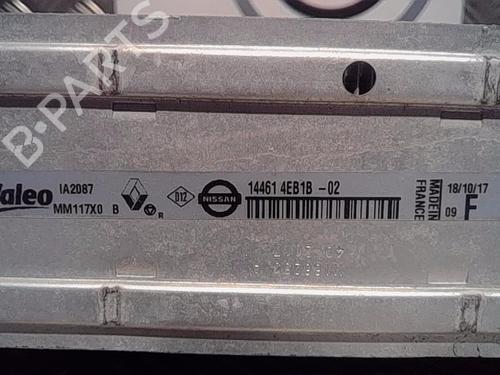 B-PARTS
Valeo
IA2087
MM117X0 B
R
D12
NISSAN
14461 4EB1B -02
MADE IN
FRANCE
18/10/17
09 F